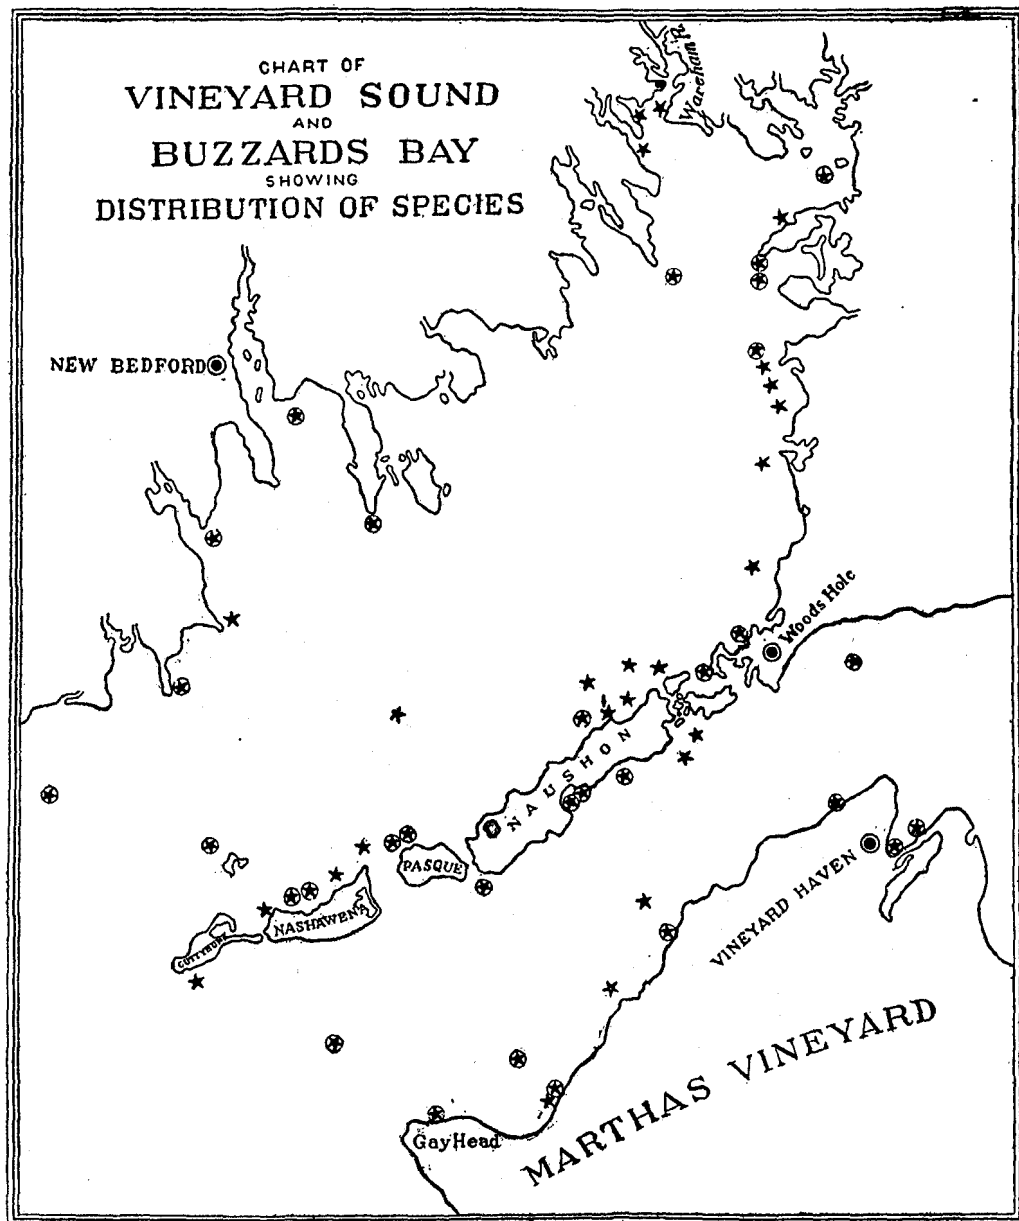 CHART OF
VINEYARD SOUND
AND
BUZZARDS BAY
SHOWING
DISTRIBUTION OF SPECIES
Wareham R.
NEW BEDFORD
Woods Hole
NAUSHON
PASQUE
NASHAWENA
CUTTYHUNK
VINEYARD HAVEN
MARTHAS VINEYARD
Gay Head